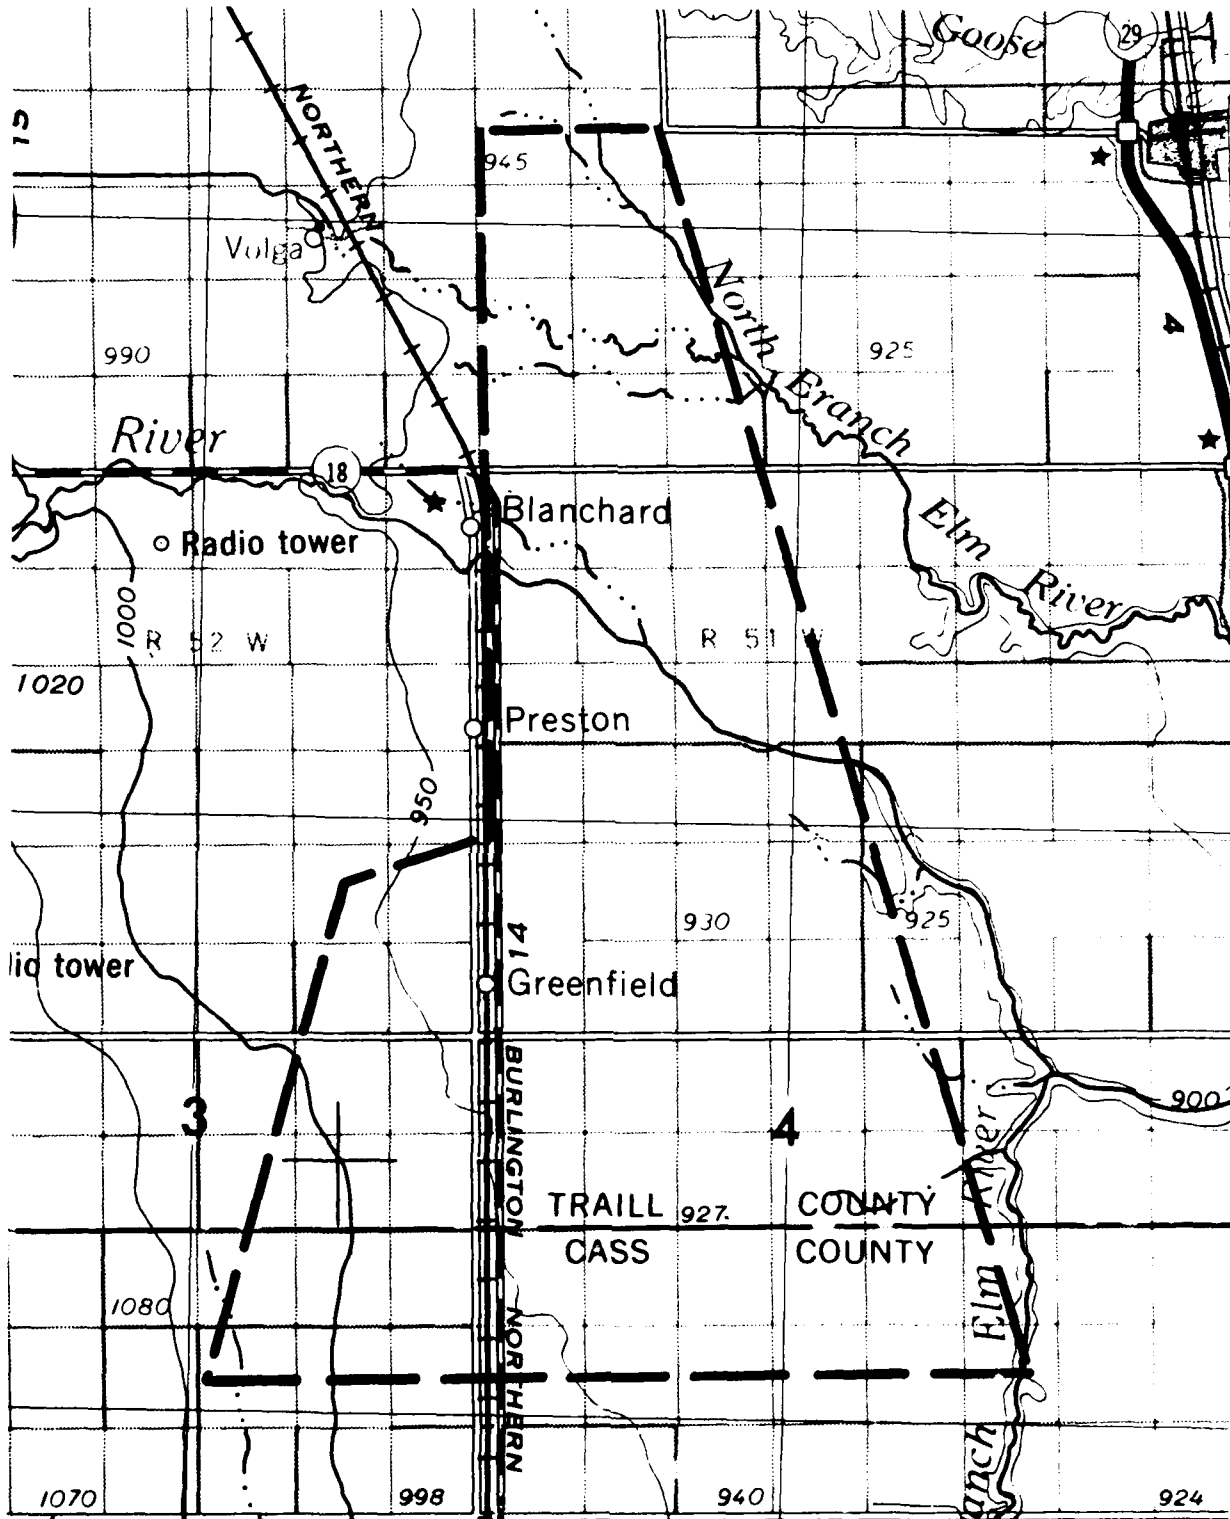 Goose
29
NORTHERN
945
Volga
North
4
990
925
River
Branch
18
Blanchard
Elm
Radio tower
River
1000
R 52 W
R 51 W
1020
Preston
950
930
925
414
tower
Greenfield
BURLINGTON
3
4
River
900
TRAILL
927
COUNTY
CASS
COUNTY
1080
Elm
NORTHERN
1070
998
940
924